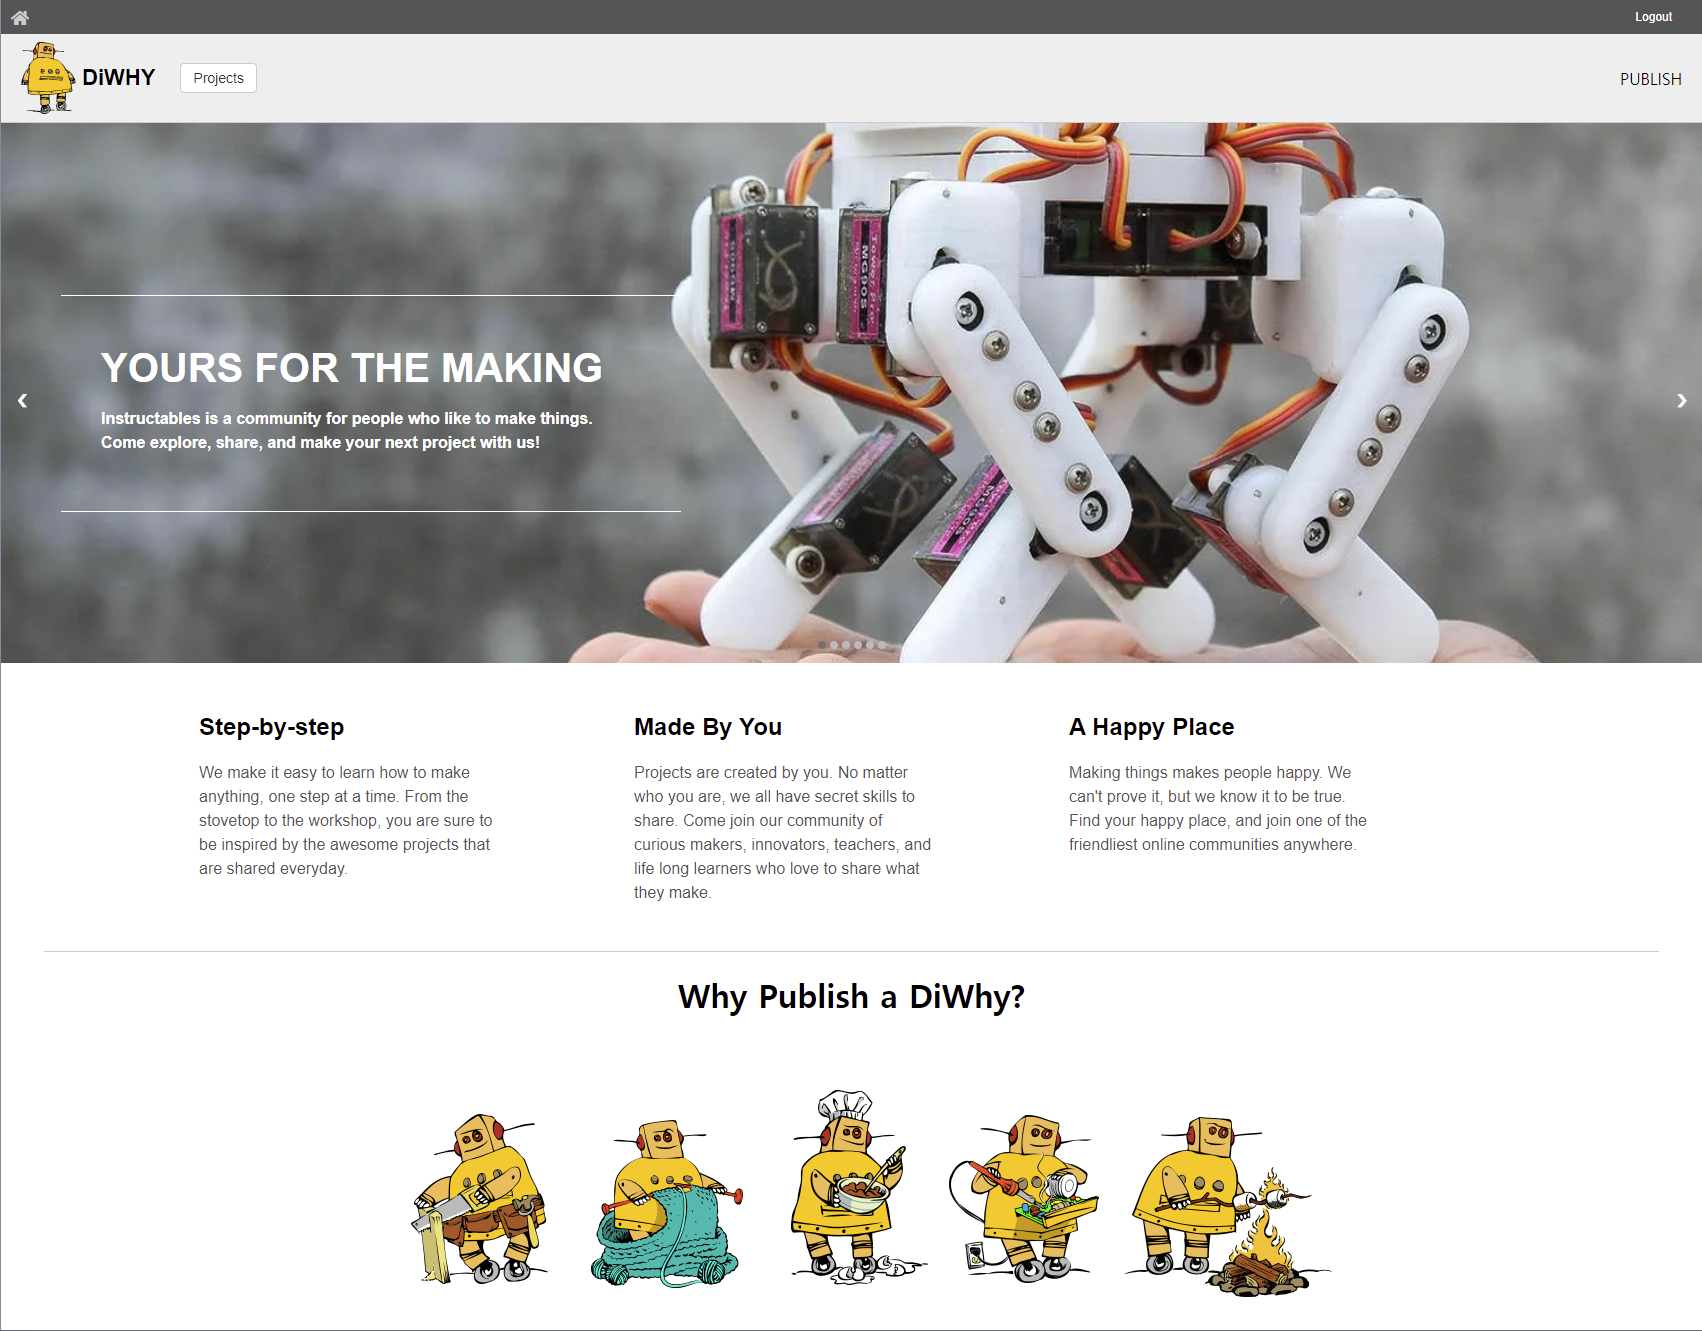 Logout
DiWHY
Projects
PUBLISH
MG90S
YOURS FOR THE MAKING
Instructables is a community for people who like to make things.
Come explore, share, and make your next project with us!
Step-by-step
We make it easy to learn how to make
anything, one step at a time. From the
stovetop to the workshop, you are sure to
be inspired by the awesome projects that
are shared everyday.
Made By You
Projects are created by you. No matter
who you are, we all have secret skills to
share. Come join our community of
curious makers, innovators, teachers, and
life long learners who love to share what
they make.
A Happy Place
Making things makes people happy. We
can't prove it, but we know it to be true.
Find your happy place, and join one of the
friendliest online communities anywhere.
Why Publish a DiWhy?